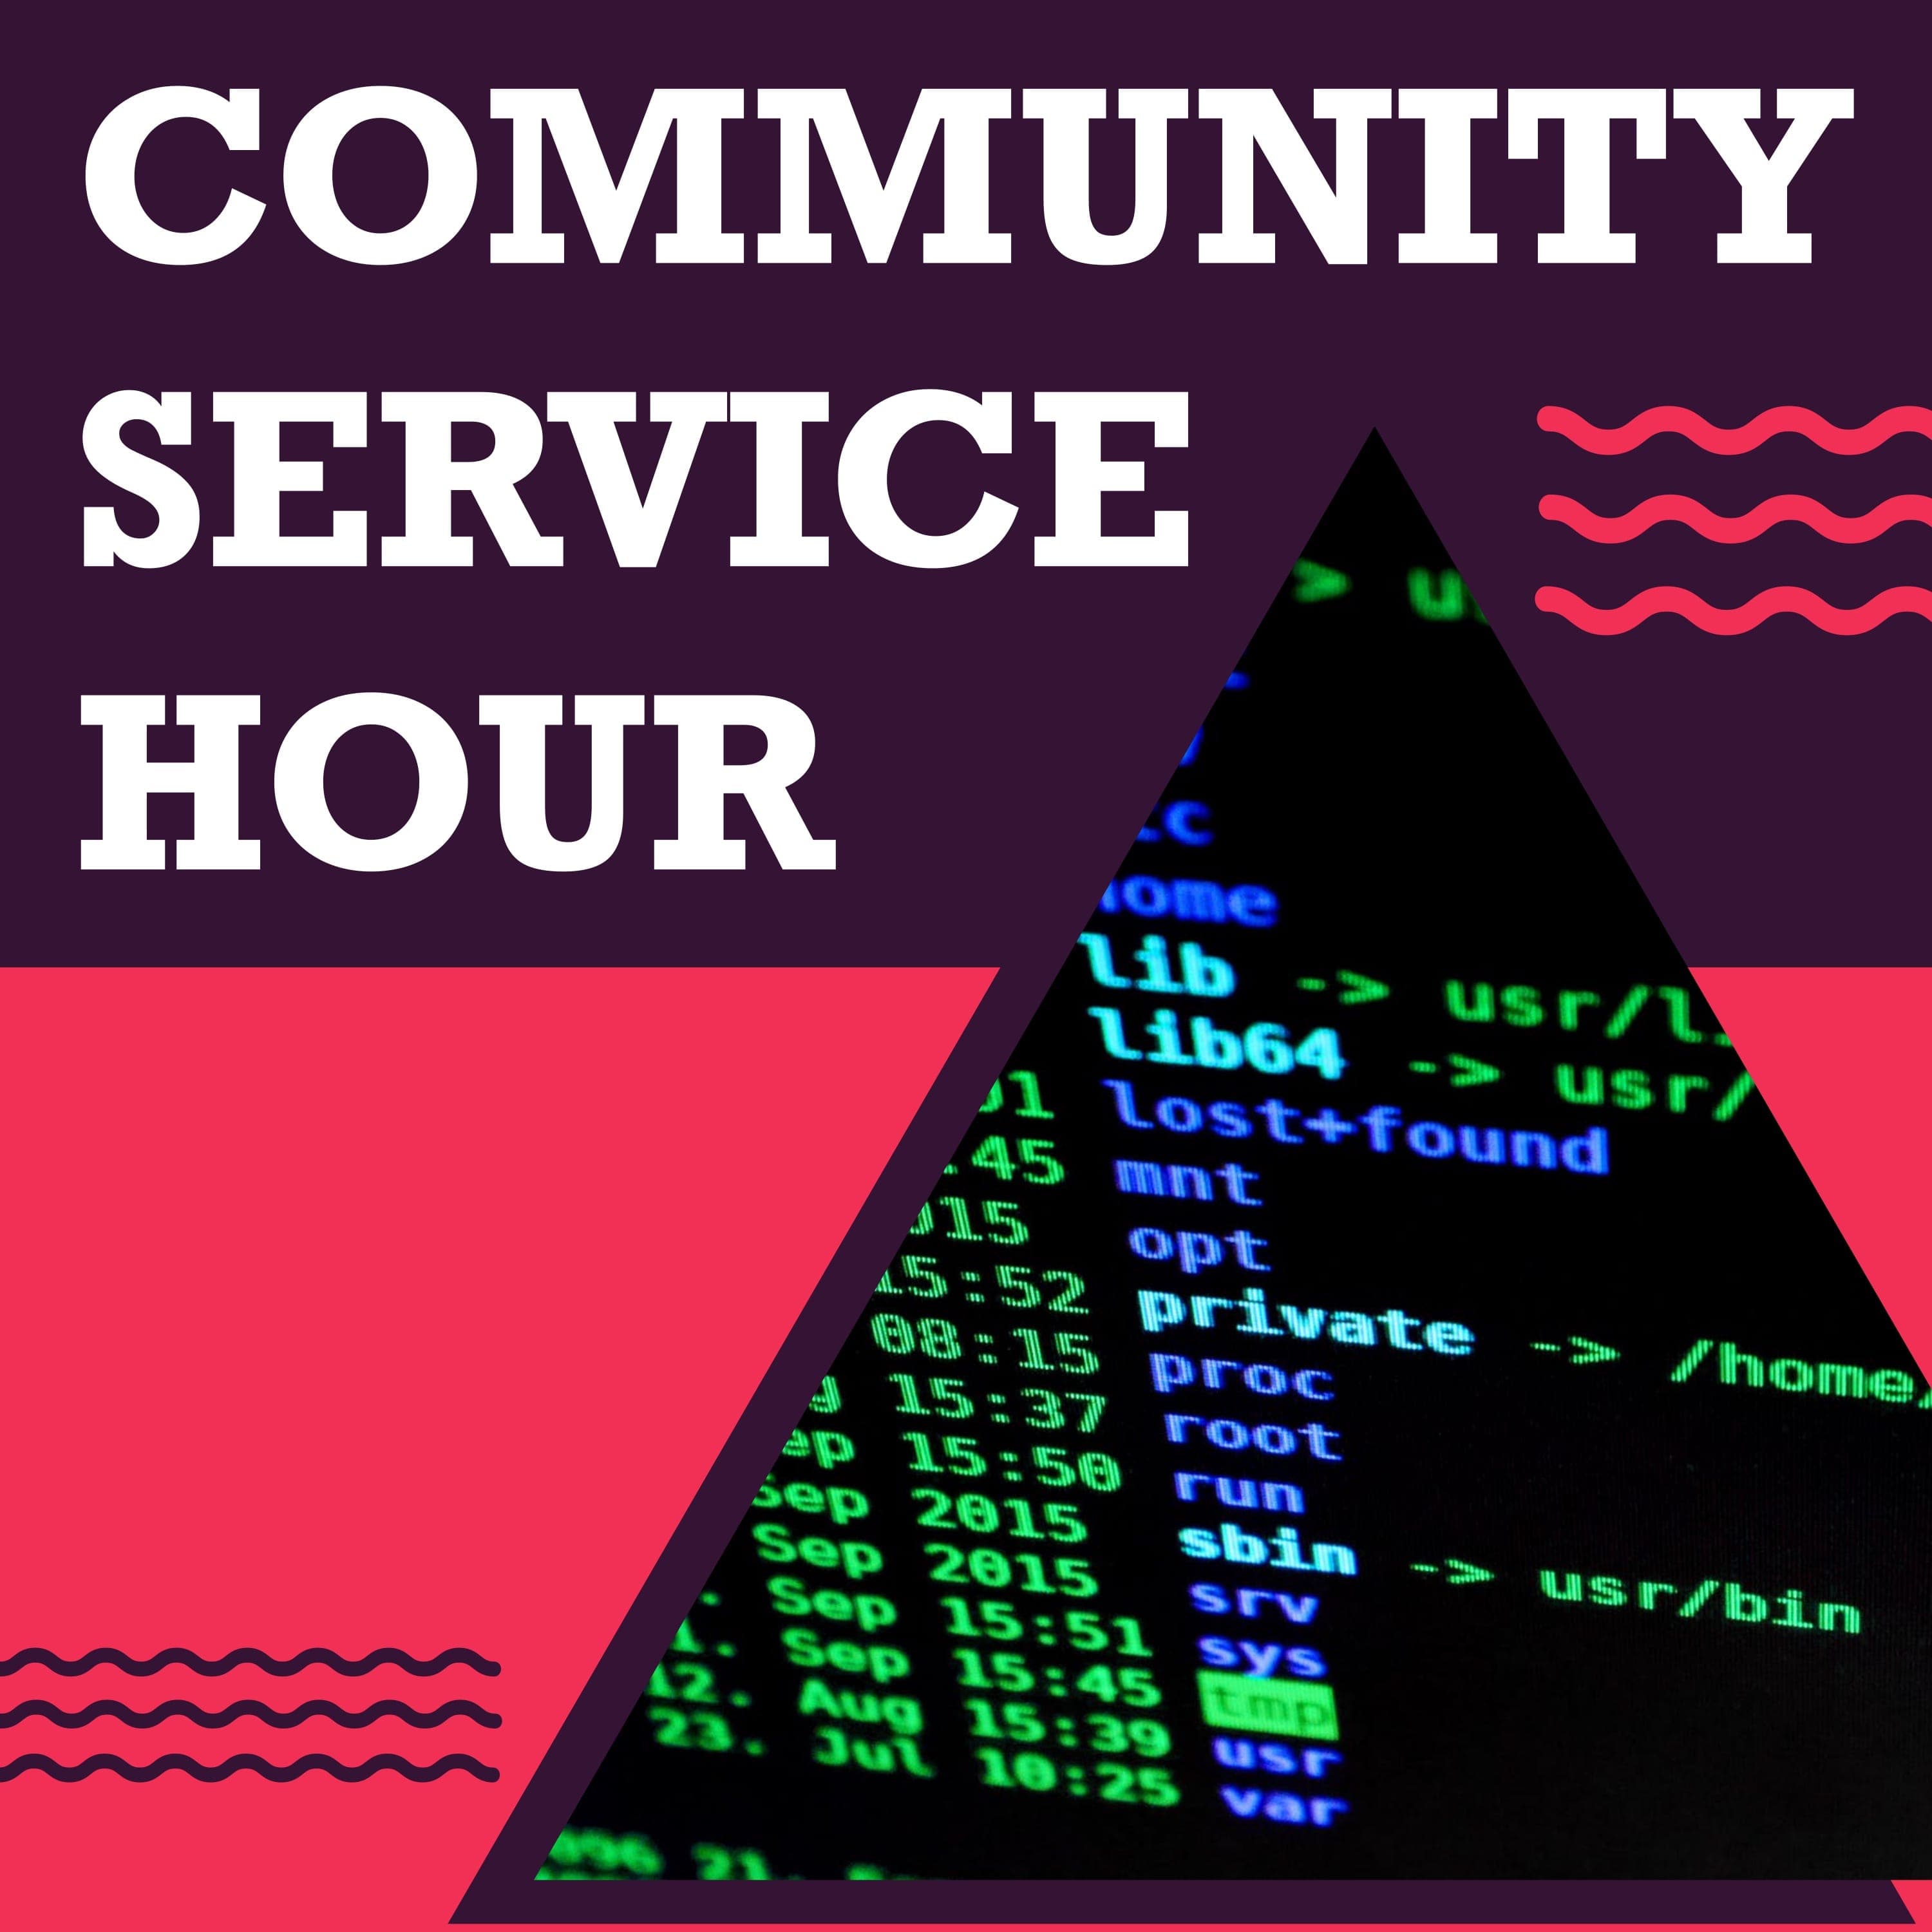 COMMUNITY
SERVICE
HOUR
lib -> usr/l
lib64 -> usr/
lost+found
45 mnt
opt
15:52 private -> /home/
08:15 proc
15:37 root
15:50 run
Sep 2015 sbin -> usr/bin
Sep 2015 srv
Sep 15:51 sys
1. Sep 15:45 tmp
12. Aug 15:39 usr
23. Jul 10:25 var
21.